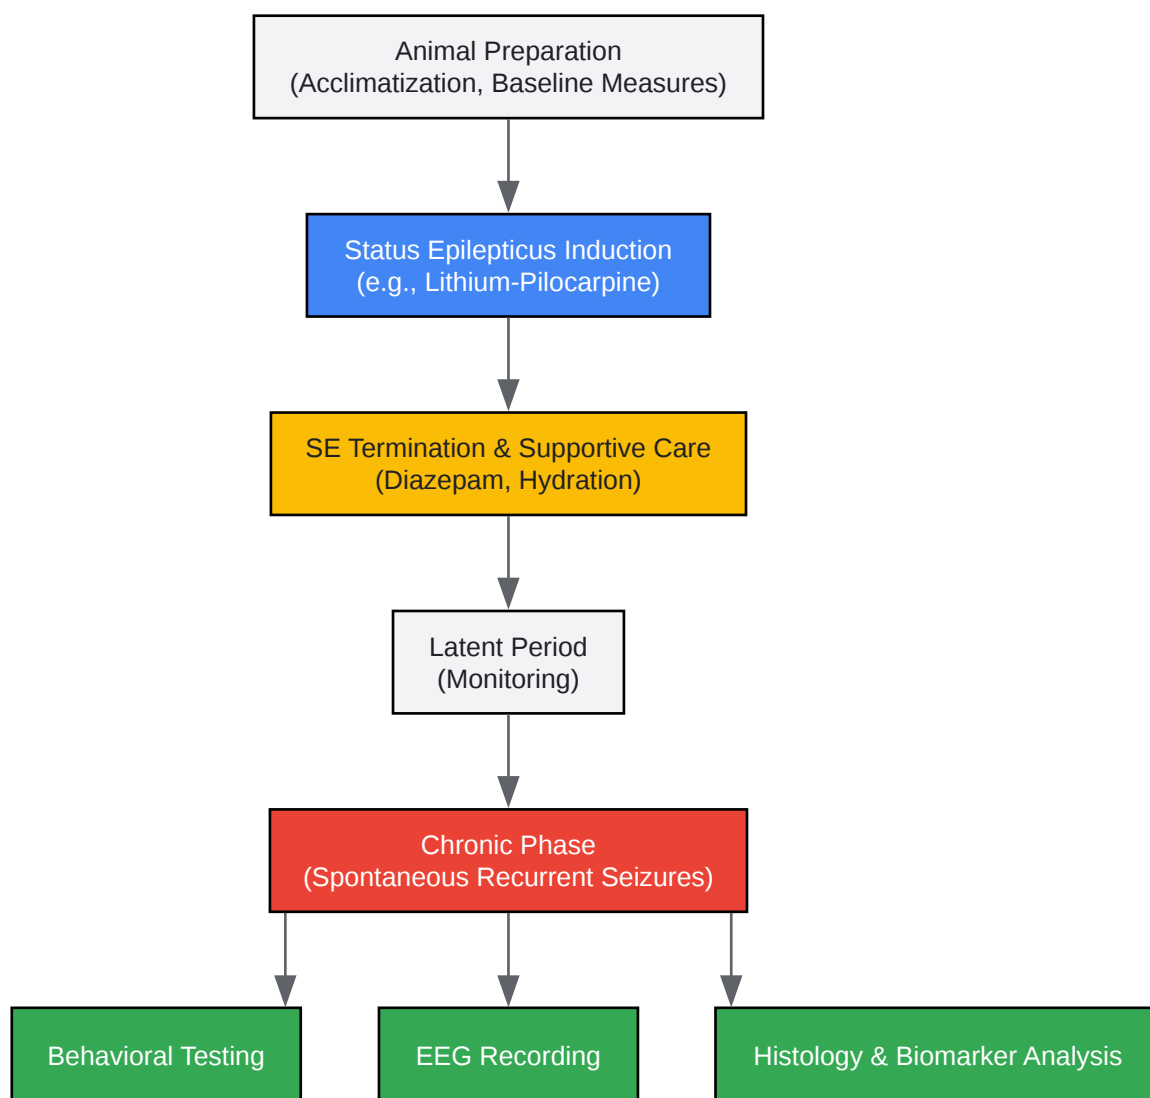 Animal Preparation
(Acclimatization, Baseline Measures)
Status Epilepticus Induction
(e.g., Lithium-Pilocarpine)
SE Termination & Supportive Care
(Diazepam, Hydration)
Latent Period
(Monitoring)
Chronic Phase
(Spontaneous Recurrent Seizures)
Behavioral Testing
EEG Recording
Histology & Biomarker Analysis